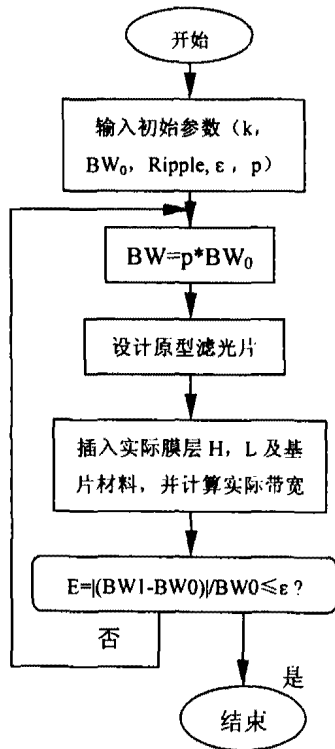 开始
输入初始参数（k，
BW₀，Ripple, ε，p）
BW=p*BW₀
设计原型滤光片
插入实际膜层 H，L 及基
片材料，并计算实际带宽
E=|(BW1-BW0)|/BW0≤ε？
否
是
结束